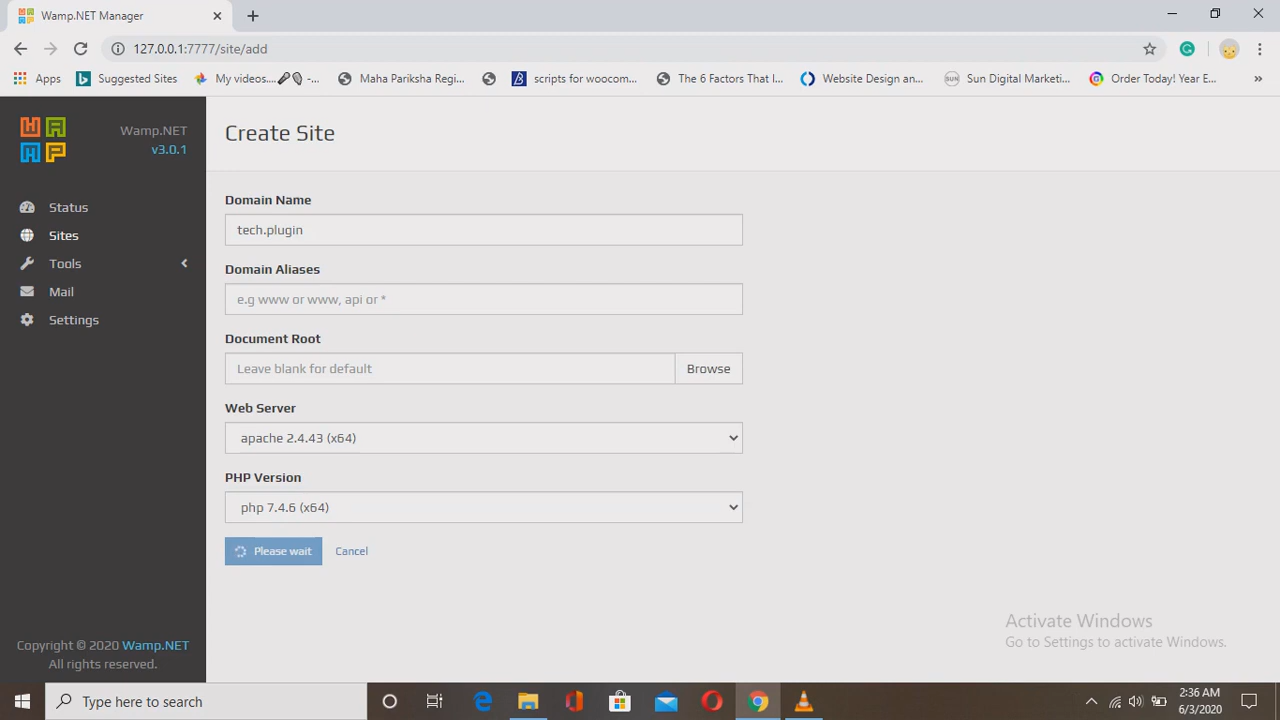 Wamp.NET Manager
127.0.0.1:7777/site/add
Apps
Suggested Sites
My videos....🎤 -...
Maha Pariksha Regi...
scripts for woocom...
The 6 Factors That I...
Website Design an...
Sun Digital Marketi...
Order Today! Year E...
»
WAMP
Wamp.NET
v3.0.1
Status
Sites
Tools
Mail
Settings
Create Site
Domain Name
tech.plugin
Domain Aliases
e.g www or www, api or *
Document Root
Leave blank for default
Browse
Web Server
apache 2.4.43 (x64)
PHP Version
php 7.4.6 (x64)
Please wait
Cancel
Copyright © 2020 Wamp.NET
All rights reserved.
Activate Windows
Go to Settings to activate Windows.
Type here to search
2:36 AM
6/3/2020